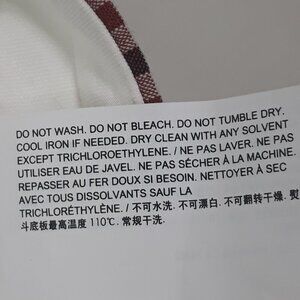 DO NOT WASH. DO NOT BLEACH. DO NOT TUMBLE DRY.
COOL IRON IF NEEDED. DRY CLEAN WITH ANY SOLVENT
EXCEPT TRICHLOROETHYLENE. / NE PAS LAVER. NE PAS
UTILISER EAU DE JAVEL. NE PAS SÉCHER À LA MACHINE.
REPASSER AU FER DOUX SI BESOIN. NETTOYER À SEC
AVEC TOUS DISSOLVANTS SAUF LA
TRICHLORÉTHYLÈNE. / 不可水洗. 不可漂白. 不可翻转干燥. 熨
斗底板最高温度 110℃. 常规干洗.